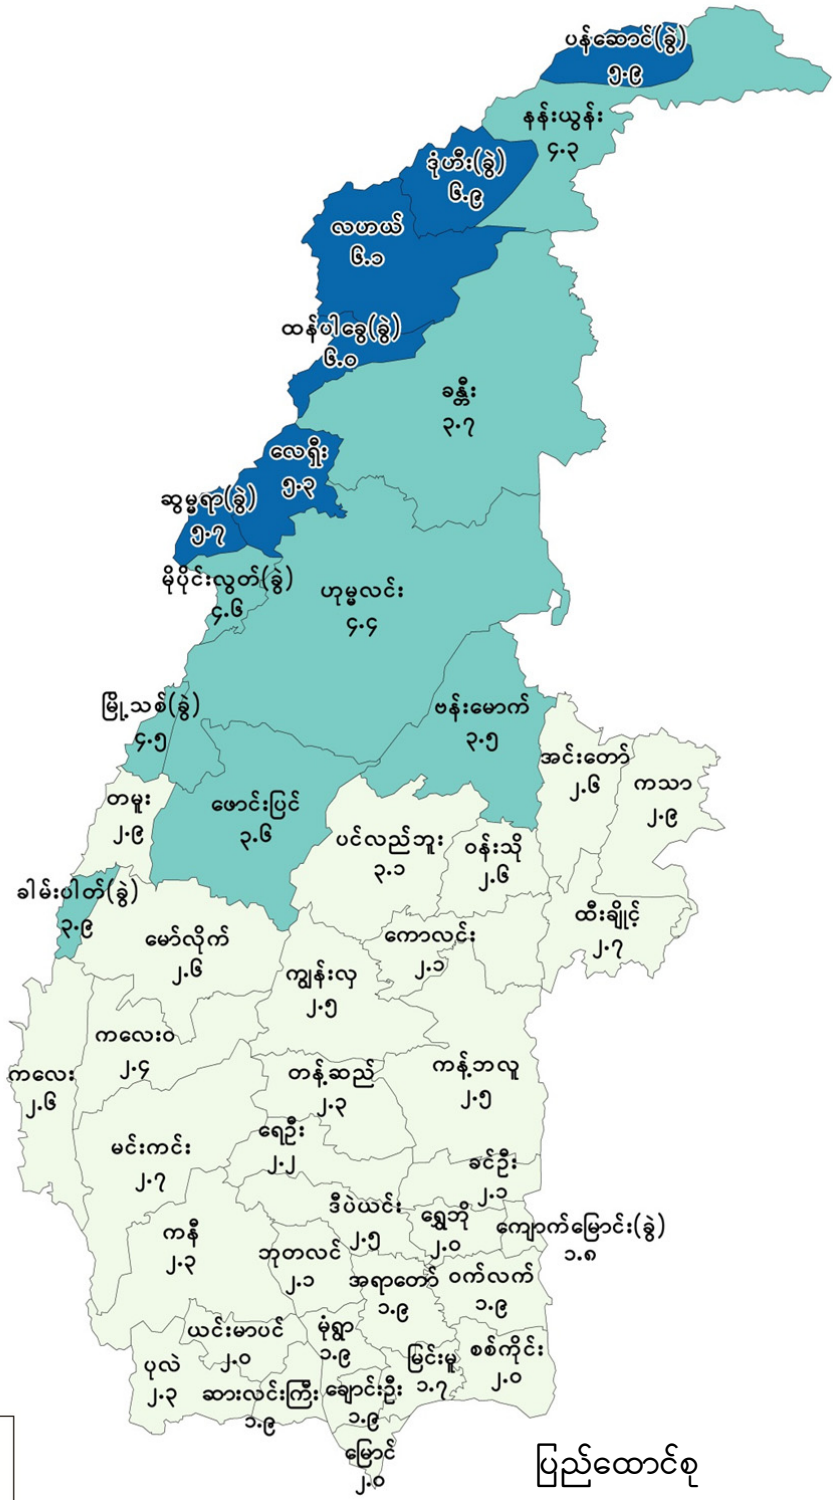 ပန်ဆောင်(ခွဲ)
၅.၉
နန်းယွန်း
၄.၃
ဒုံဟီး(ခွဲ)
၆.၉
လဟယ်
၆.၁
ထန်ပါခွေ(ခွဲ)
၆.၀
ခန္တီး
၃.၇
လေရှီး
၅.၃
ဆွမ္မရာ(ခွဲ)
၅.၇
မိုပိုင်းလွတ်(ခွဲ)
၄.၆
ဟုမ္မလင်း
၄.၄
မြို့သစ်(ခွဲ)
၄.၅
ဗန်းမောက်
၃.၅
အင်းတော်
၂.၆
ကသာ
၂.၉
တမူး
၂.၉
ဖောင်းပြင်
၃.၆
ပင်လည်ဘူး
၃.၁
ဝန်းသို
၂.၆
ခါမ်းပါတ်(ခွဲ)
၃.၉
မော်လိုက်
၂.၆
ကောလင်း
၂.၁
ထီးချိုင့်
၂.၇
ကျွန်းလှ
၂.၅
ကလေးဝ
၂.၄
ကလေး
၂.၆
တန့်ဆည်
၂.၃
ကန့်ဘလူ
၂.၅
မင်းကင်း
၂.၇
ရေဦး
၂.၂
ခင်ဦး
၂.၁
ဒီပဲယင်း
၂.၅
ရွှေဘို
၂.၀
ကျောက်မြောင်း(ခွဲ)
၁.၈
ကနီ
၂.၃
ဘုတလင်
၂.၁
အရာတော်
၁.၉
ဝက်လက်
၁.၉
ယင်းမာပင်
၂.၀
မုံရွာ
၁.၉
မြင်းမူ
၁.၇
စစ်ကိုင်း
၂.၀
ပုလဲ
၂.၃
ဆားလင်းကြီး
၁.၉
ချောင်းဦး
၁.၉
မြောင်
၂.၀
ပြည်ထောင်စု